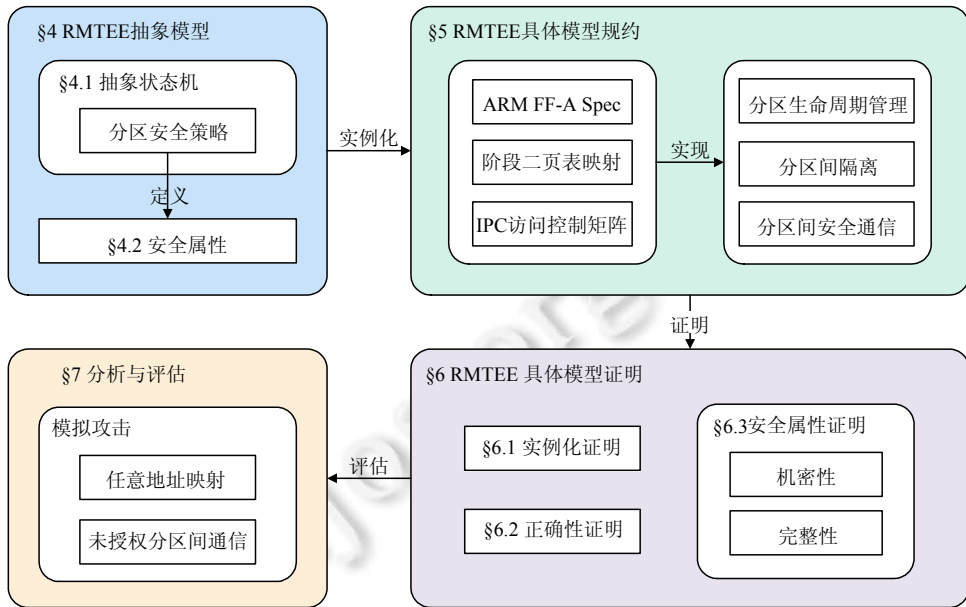 §4 RMTEE抽象模型
§4.1 抽象状态机
分区安全策略
定义
§4.2 安全属性
实例化
§5 RMTEE具体模型规约
ARM FF-A Spec
阶段二页表映射
IPC访问控制矩阵
实现
分区生命周期管理
分区间隔离
分区间安全通信
证明
§6 RMTEE 具体模型证明
§6.1 实例化证明
§6.2 正确性证明
§6.3安全属性证明
机密性
完整性
评估
§7 分析与评估
模拟攻击
任意地址映射
未授权分区间通信